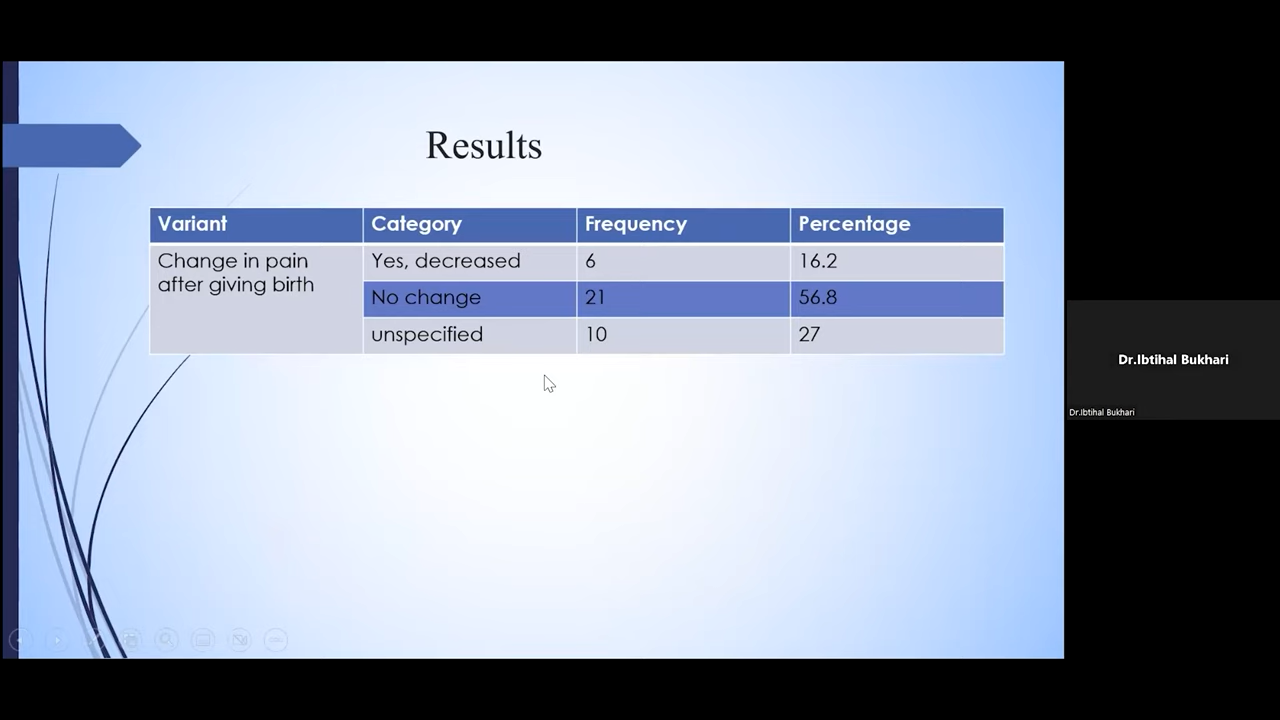 Results
Variant Category Frequency Percentage
Change in pain after giving birth Yes, decreased 6 16.2
No change 21 56.8
unspecified 10 27
Dr.Ibtihal Bukhari
Dr.Ibtihal Bukhari